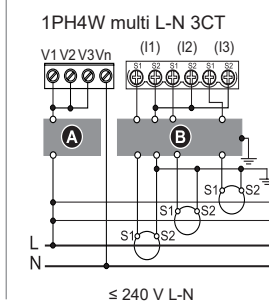 1PH4W multi L-N 3CT
V1 V2 V3 Vn
(I1) (I2) (I3)
S1 S2 S1 S2 S1 S2
A
B
S1 S2
S1 S2
S1 S2
L
N
≤ 240 V L-N